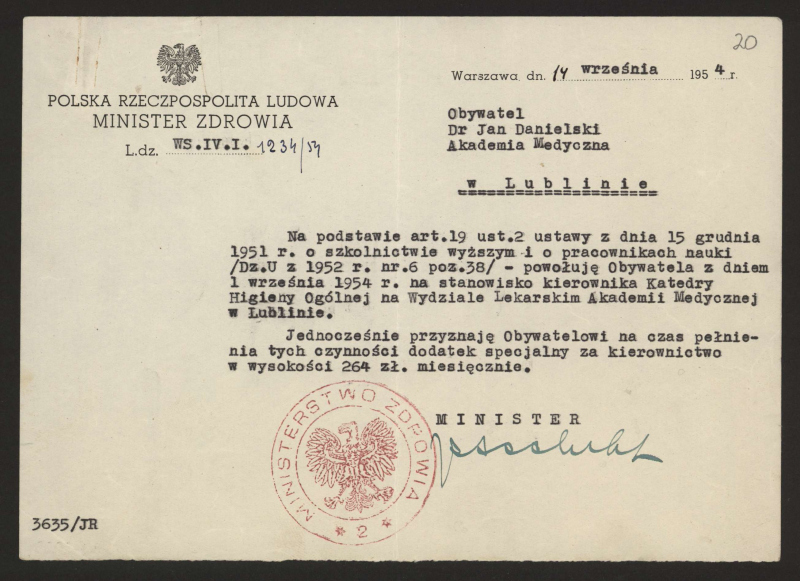 20
Warszawa dn. 14 września 1954 r.
POLSKA RZECZPOSPOLITA LUDOWA
MINISTER ZDROWIA
L.dz. WS.IV.I. 1234/54
Obywatel
Dr Jan Danielski
Akademia Medyczna
w Lublinie
Na podstawie art.19 ust.2 ustawy z dnia 15 grudnia
1951 r. o szkolnictwie wyższym i o pracownikach nauki
/Dz.U z 1952 r. nr.6 poz.38/ - powołuję Obywatela z dniem
1 września 1954 r. na stanowisko kierownika Katedry
Higieny Ogólnej na Wydziale Lekarskim Akademii Medycznej
w Lublinie.
Jednocześnie przyznaję Obywatelowi na czas pełnie-
nia tych czynności dodatek specjalny za kierownictwo
w wysokości 264 zł. miesięcznie.
MINISTER
MINISTERSTWO ZDROWIA
* 2 *
3635/JR